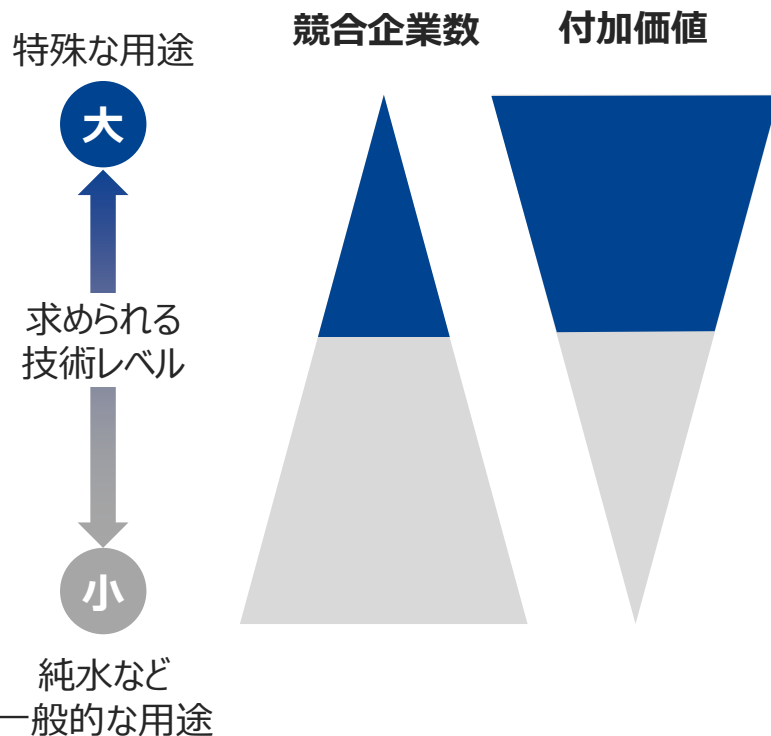 競合企業数
付加価値
特殊な用途
大
求められる
技術レベル
小
純水など
一般的な用途